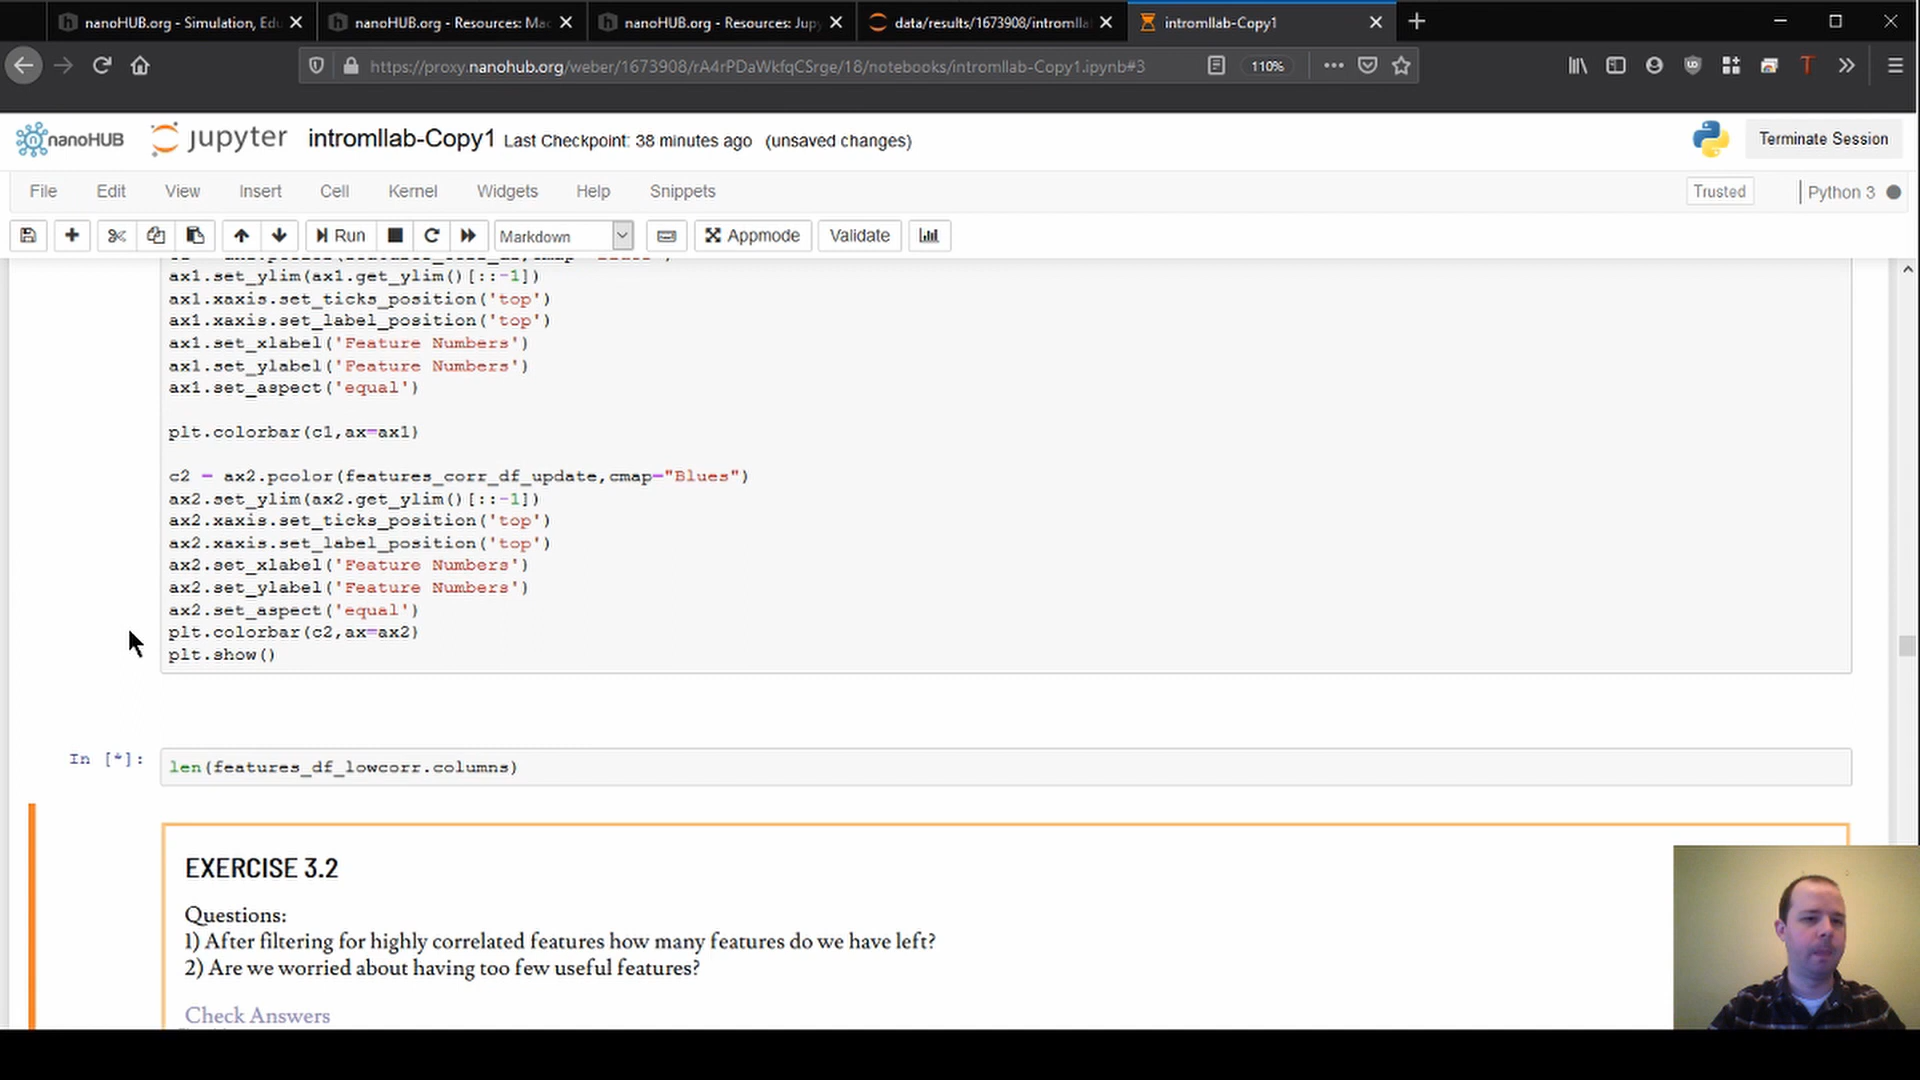 nanoHUB.org - Simulation, Edu
nanoHUB.org - Resources: Mac
nanoHUB.org - Resources: Jupy
data/results/1673908/intromlla
intromllab-Copy1
https://proxy.nanohub.org/weber/1673908/rA4rPDaWkfqCSrge/18/notebooks/intromllab-Copy1.ipynb#3
110%
nanoHUB
jupyter
intromllab-Copy1 Last Checkpoint: 38 minutes ago (unsaved changes)
Terminate Session
File Edit View Insert Cell Kernel Widgets Help Snippets
Trusted
Python 3
Run
Markdown
Appmode
Validate
ax1.set_ylim(ax1.get_ylim()[::-1])
ax1.xaxis.set_ticks_position('top')
ax1.xaxis.set_label_position('top')
ax1.set_xlabel('Feature Numbers')
ax1.set_ylabel('Feature Numbers')
ax1.set_aspect('equal')
plt.colorbar(c1,ax=ax1)
c2 = ax2.pcolor(features_corr_df_update,cmap="Blues")
ax2.set_ylim(ax2.get_ylim()[::-1])
ax2.xaxis.set_ticks_position('top')
ax2.xaxis.set_label_position('top')
ax2.set_xlabel('Feature Numbers')
ax2.set_ylabel('Feature Numbers')
ax2.set_aspect('equal')
plt.colorbar(c2,ax=ax2)
plt.show()
In [*]:
len(features_df_lowcorr.columns)
EXERCISE 3.2
Questions:
1) After filtering for highly correlated features how many features do we have left?
2) Are we worried about having too few useful features?
Check Answers